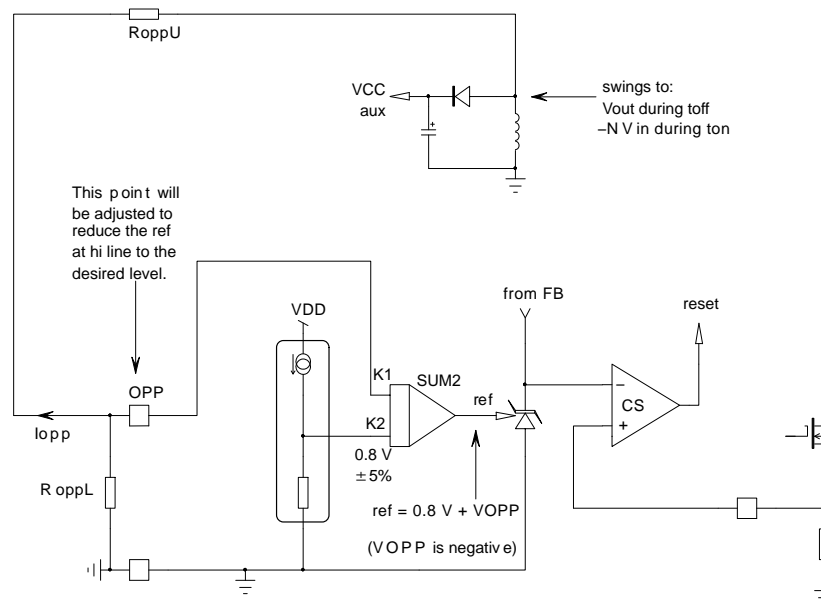 RoppU
VCC
aux
swings to:
Vout during toff
–N V in during ton
This point will
be adjusted to
reduce the ref
at hi line to the
desired level.
from FB
reset
VDD
OPP
K1
SUM2
ref
CS
–
+
K2
Iopp
0.8 V
±5%
R oppL
ref = 0.8 V + VOPP
(VOPP is negative)
+